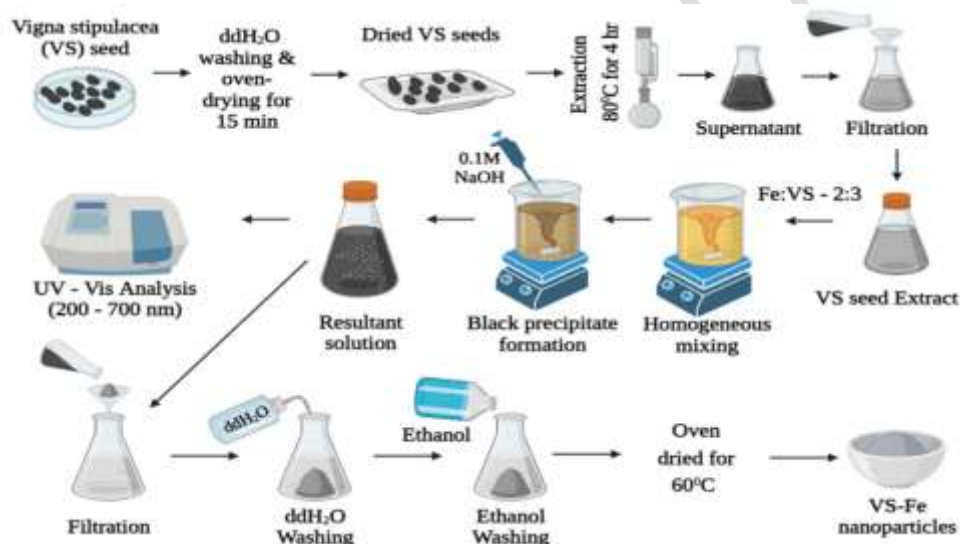 Vigna stipulacea
(VS) seed
ddH₂O
washing &
oven-
drying for
15 min
Dried VS seeds
Extraction
80⁰C for 4 hr
Supernatant
Filtration
UV - Vis Analysis
(200 - 700 nm)
Resultant
solution
0.1M
NaOH
Black precipitate
formation
Homogeneous
mixing
Fe:VS - 2:3
VS seed Extract
Filtration
ddH₂O
ddH₂O
Washing
Ethanol
Ethanol
Washing
Oven
dried for
60⁰C
VS-Fe
nanoparticles